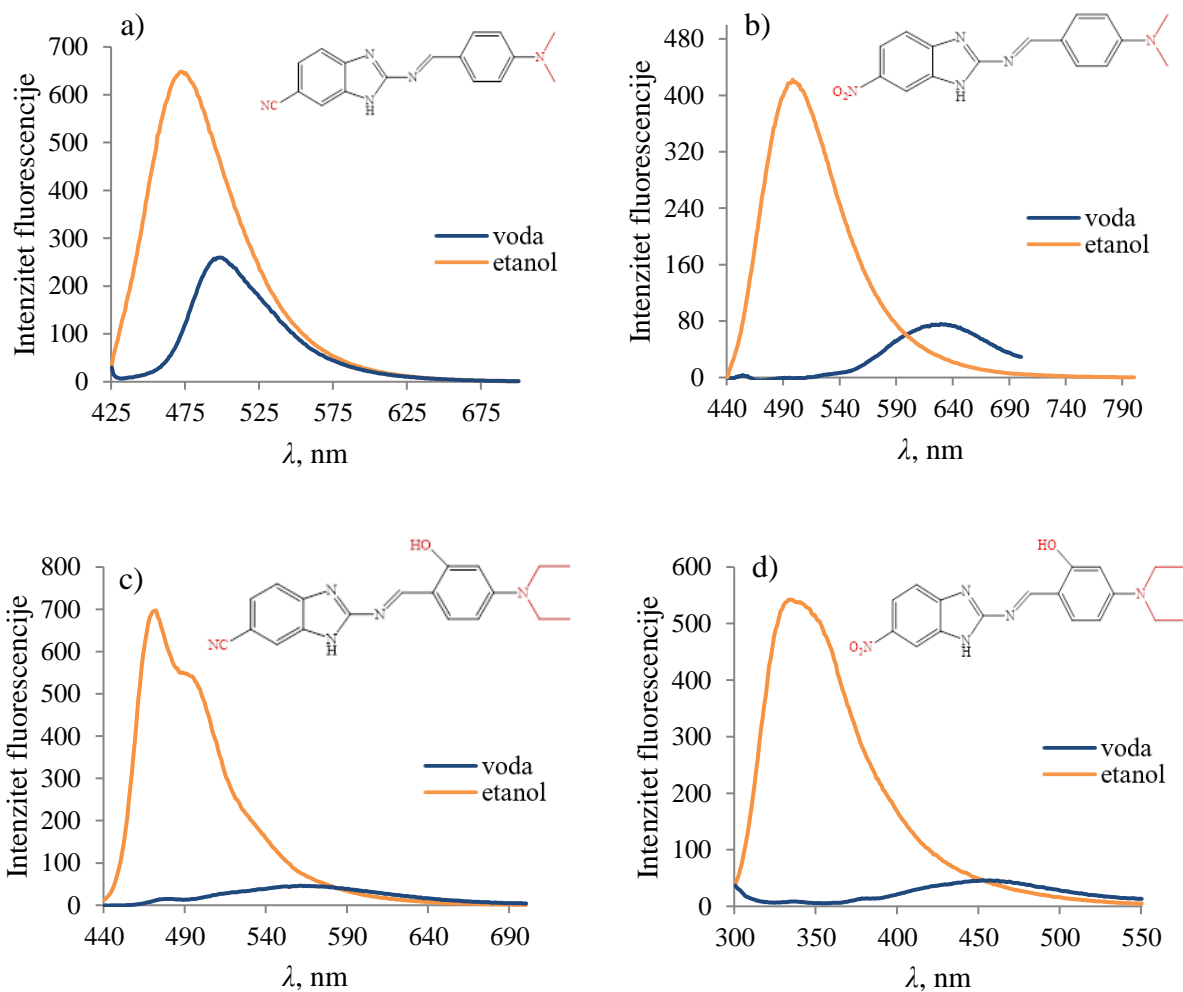 a)
700
600
500
400
300
200
100
0
Intenzitet fluorescencije
425 475 525 575 625 675
λ, nm
voda
etanol
NC
N
N
H
N
N
b)
480
400
320
240
160
80
0
Intenzitet fluorescencije
440 490 540 590 640 690 740 790
λ, nm
voda
etanol
O₂N
N
N
H
N
N
c)
800
700
600
500
400
300
200
100
0
Intenzitet fluorescencije
440 490 540 590 640 690
λ, nm
voda
etanol
HO
NC
N
N
H
N
N
d)
600
500
400
300
200
100
0
Intenzitet fluorescencije
300 350 400 450 500 550
λ, nm
voda
etanol
HO
O₂N
N
N
H
N
N